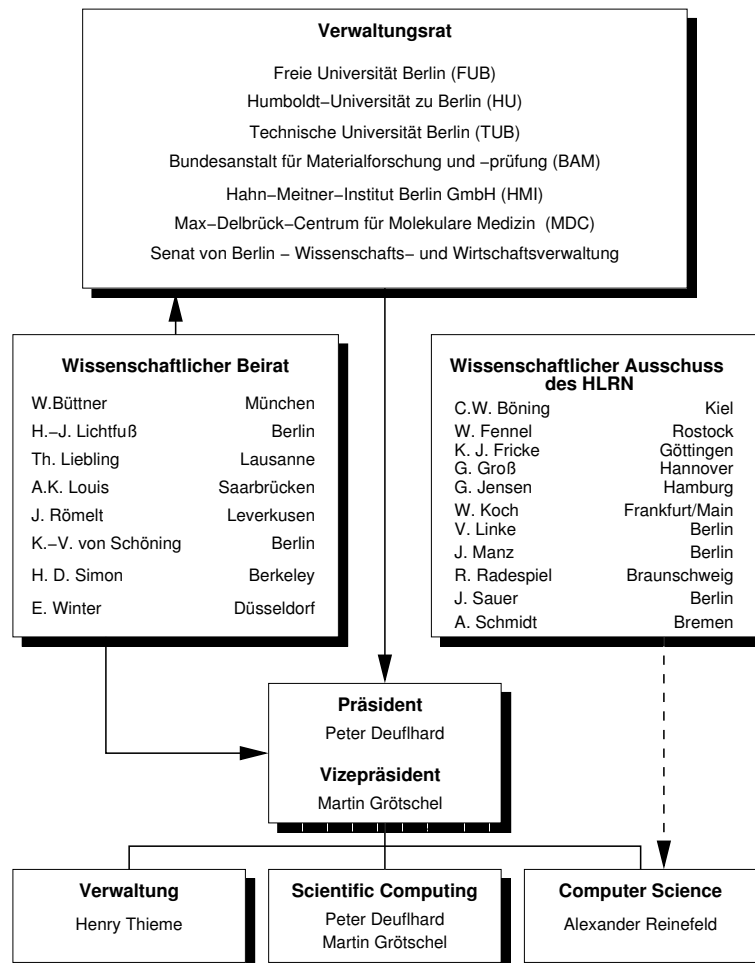 Verwaltungsrat
Freie Universität Berlin (FUB)
Humboldt−Universität zu Berlin (HU)
Technische Universität Berlin (TUB)
Bundesanstalt für Materialforschung und −prüfung (BAM)
Hahn−Meitner−Institut Berlin GmbH (HMI)
Max−Delbrück−Centrum für Molekulare Medizin (MDC)
Senat von Berlin − Wissenschafts− und Wirtschaftsverwaltung
Wissenschaftlicher Beirat
W.Büttner München
H.−J. Lichtfuß Berlin
Th. Liebling Lausanne
A.K. Louis Saarbrücken
J. Römelt Leverkusen
K.−V. von Schöning Berlin
H. D. Simon Berkeley
E. Winter Düsseldorf
Wissenschaftlicher Ausschuss
des HLRN
C.W. Böning Kiel
W. Fennel Rostock
K. J. Fricke Göttingen
G. Groß Hannover
G. Jensen Hamburg
W. Koch Frankfurt/Main
V. Linke Berlin
J. Manz Berlin
R. Radespiel Braunschweig
J. Sauer Berlin
A. Schmidt Bremen
Präsident
Peter Deuflhard
Vizepräsident
Martin Grötschel
Verwaltung
Henry Thieme
Scientific Computing
Peter Deuflhard
Martin Grötschel
Computer Science
Alexander Reinefeld